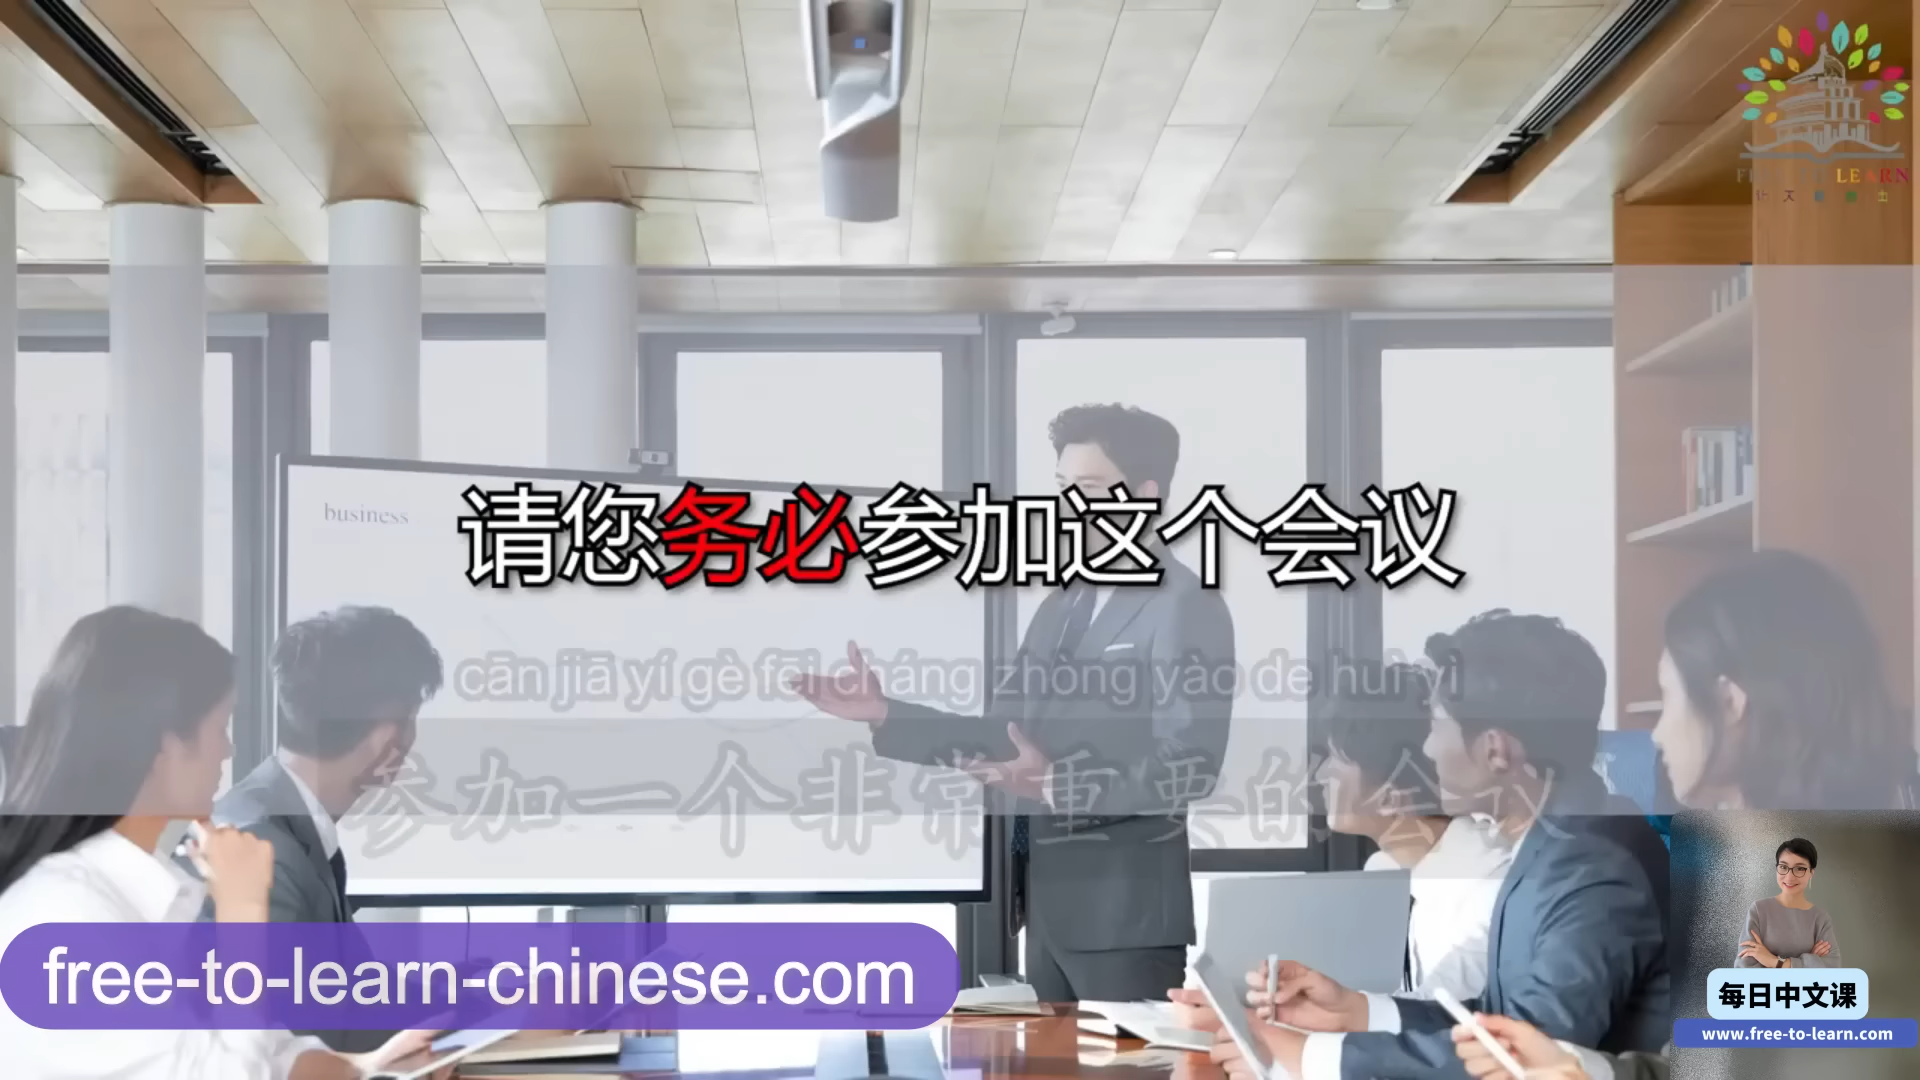 FREE TO LEARN
business
请您务必参加这个会议
cān jiā yí gè fēi cháng zhòng yào de huì yì
参加一个非常重要的会议
free-to-learn-chinese.com
每日中文课
www.free-to-learn.com